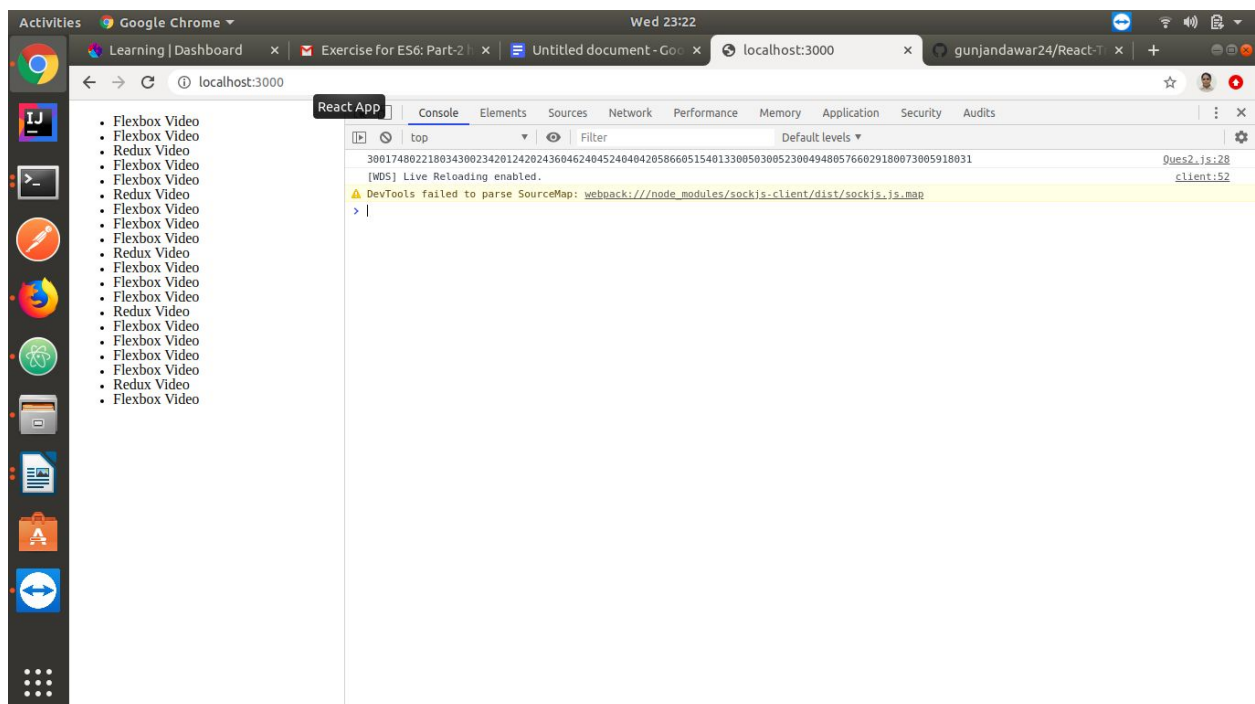 Activities Google Chrome Wed 23:22
Learning | Dashboard Exercise for ES6: Part-2 Untitled document - Goo localhost:3000 gunjandawar24/React-T
localhost:3000
React App
Console Elements Sources Network Performance Memory Application Security Audits
top Filter Default levels
3001748022180343002342012420243604624045240404205866051540133005030052300494805766029180073005918031 Ques2.js:28
[WDS] Live Reloading enabled. client:52
DevTools failed to parse SourceMap: webpack:///node_modules/sockjs-client/dist/sockjs.js.map
Flexbox Video
Flexbox Video
Redux Video
Flexbox Video
Flexbox Video
Redux Video
Flexbox Video
Flexbox Video
Flexbox Video
Redux Video
Flexbox Video
Flexbox Video
Flexbox Video
Redux Video
Flexbox Video
Flexbox Video
Flexbox Video
Flexbox Video
Redux Video
Flexbox Video
IJ